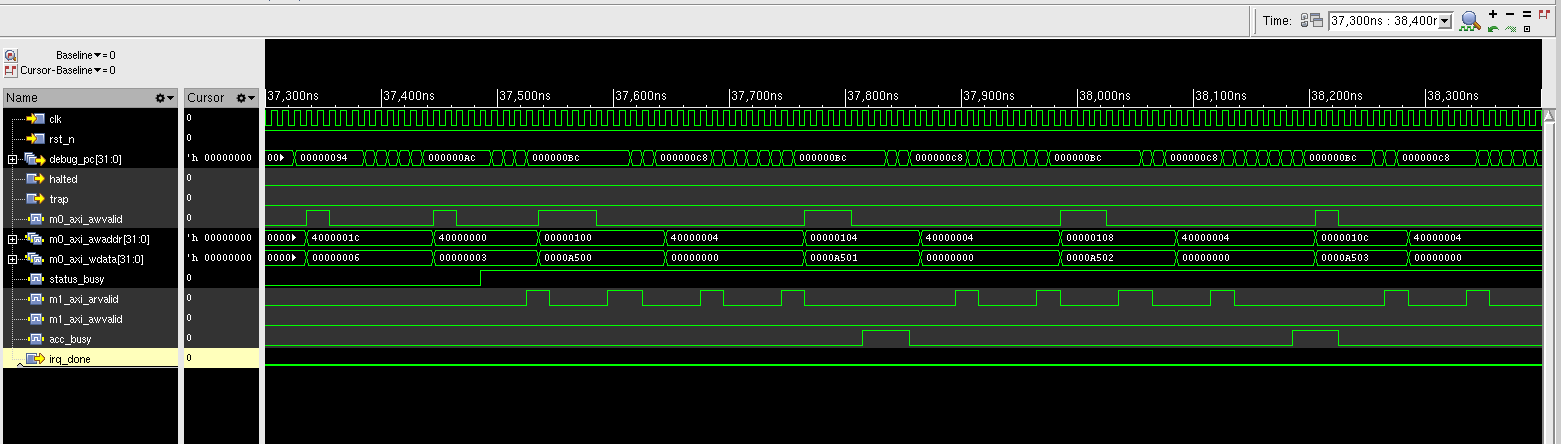 Time: 37,300ns : 38,400r
Baseline = 0
Cursor-Baseline = 0
Name Cursor 37,300ns 37,400ns 37,500ns 37,600ns 37,700ns 37,800ns 37,900ns 38,000ns 38,100ns 38,200ns 38,300ns
clk 0
rst_n 0
debug_pc[31:0] 'h 00000000 00 00000094 000000AC 000000BC 000000C8 000000BC 000000C8 000000BC 000000C8 000000BC 000000C8
halted 0
trap 0
m0_axi_awvalid 0
m0_axi_awaddr[31:0] 'h 00000000 0000 4000001c 40000000 00000100 40000004 00000104 40000004 00000108 40000004 0000010c 40000004
m0_axi_wdata[31:0] 'h 00000000 0000 00000006 00000003 0000A500 00000000 0000A501 00000000 0000A502 00000000 0000A503 00000000
status_busy 0
m1_axi_arvalid 0
m1_axi_awvalid 0
acc_busy 0
irq_done 0